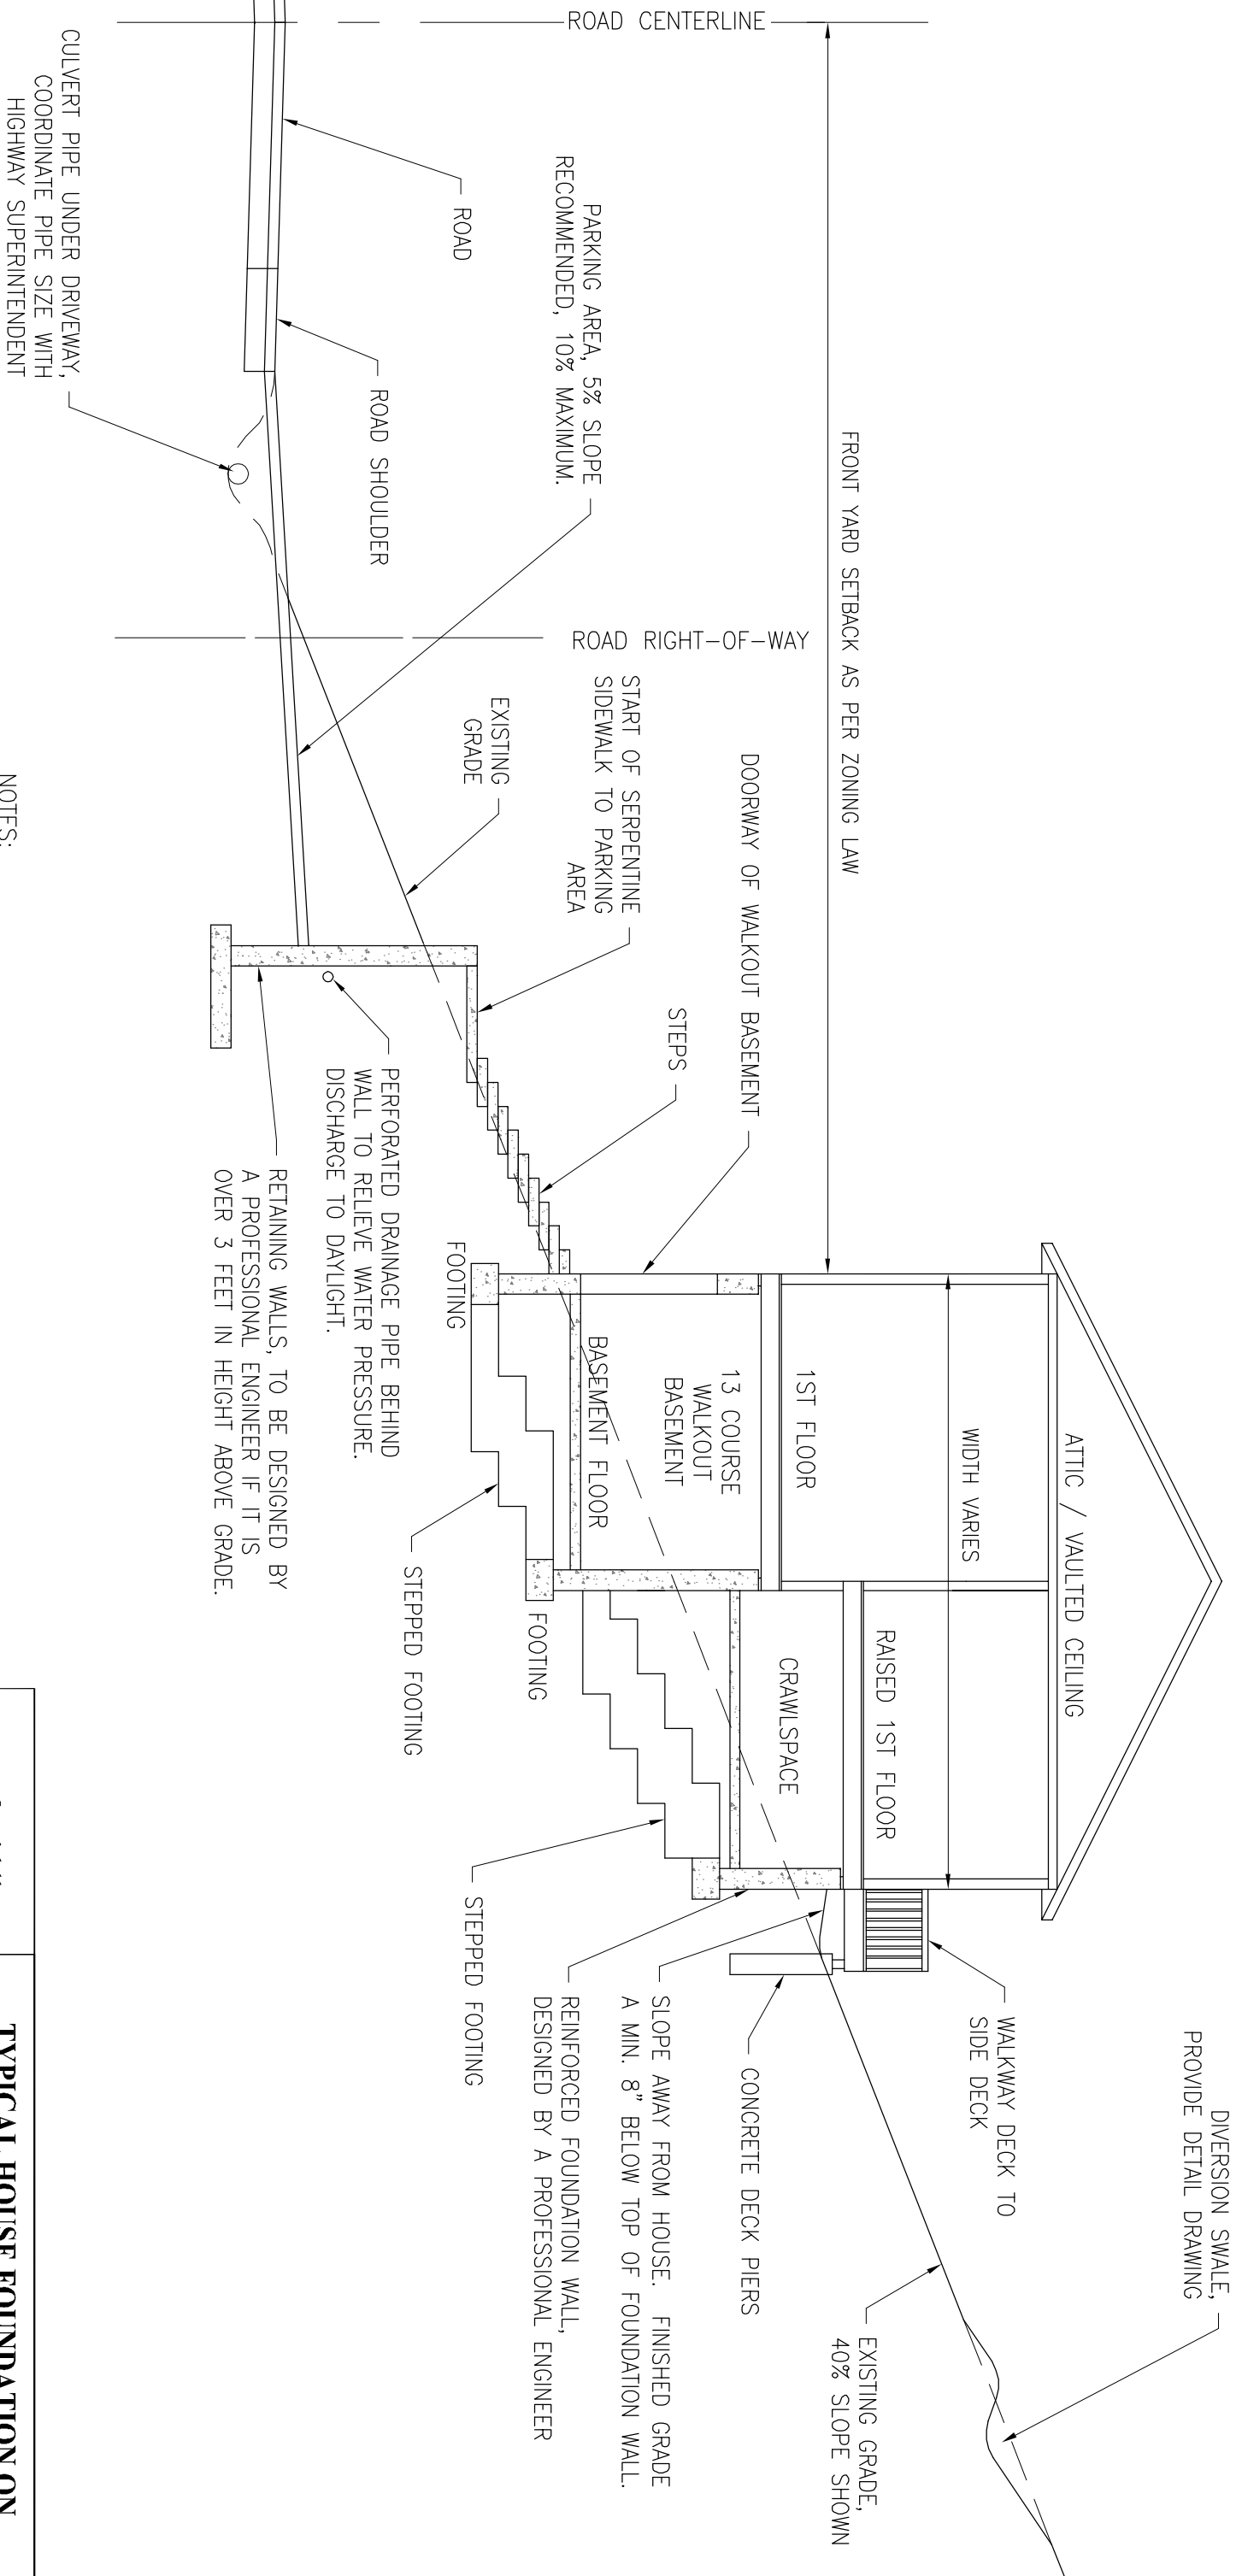 DIVERSION SWALE,
PROVIDE DETAIL DRAWING
ATTIC / VAULTED CEILING
WALKWAY DECK TO
SIDE DECK
WIDTH VARIES
FRONT YARD SETBACK AS PER ZONING LAW
1ST FLOOR
RAISED 1ST FLOOR
EXISTING GRADE,
40% SLOPE SHOWN
ROAD CENTERLINE
ROAD RIGHT-OF-WAY
DOORWAY OF WALKOUT BASEMENT
13 COURSE
WALKOUT
BASEMENT
CRAWLSPACE
CONCRETE DECK PIERS
START OF SERPENTINE
SIDEWALK TO PARKING
AREA
STEPS
SLOPE AWAY FROM HOUSE. FINISHED GRADE
A MIN. 8" BELOW TOP OF FOUNDATION WALL.
PARKING AREA, 5% SLOPE
RECOMMENDED, 10% MAXIMUM.
BASEMENT FLOOR
REINFORCED FOUNDATION WALL,
DESIGNED BY A PROFESSIONAL ENGINEER
EXISTING
GRADE
FOOTING
FOOTING
STEPPED FOOTING
ROAD
STEPPED FOOTING
ROAD SHOULDER
PERFORATED DRAINAGE PIPE BEHIND
WALL TO RELIEVE WATER PRESSURE.
DISCHARGE TO DAYLIGHT.
RETAINING WALLS, TO BE DESIGNED BY
A PROFESSIONAL ENGINEER IF IT IS
OVER 3 FEET IN HEIGHT ABOVE GRADE.
CULVERT PIPE UNDER DRIVEWAY,
COORDINATE PIPE SIZE WITH
HIGHWAY SUPERINTENDENT
NOTES:
TYPICAL HOUSE FOUNDATION ON